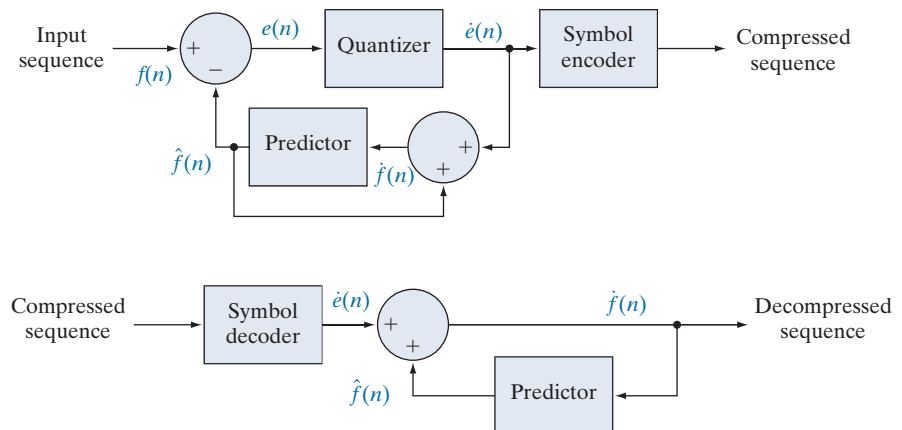 Input
sequence
f(n)
+
−
e(n)
Quantizer
ė(n)
Symbol
encoder
Compressed
sequence
f̂(n)
Predictor
ḟ(n)
+
+
Compressed
sequence
Symbol
decoder
ė(n)
+
+
ḟ(n)
Decompressed
sequence
f̂(n)
Predictor